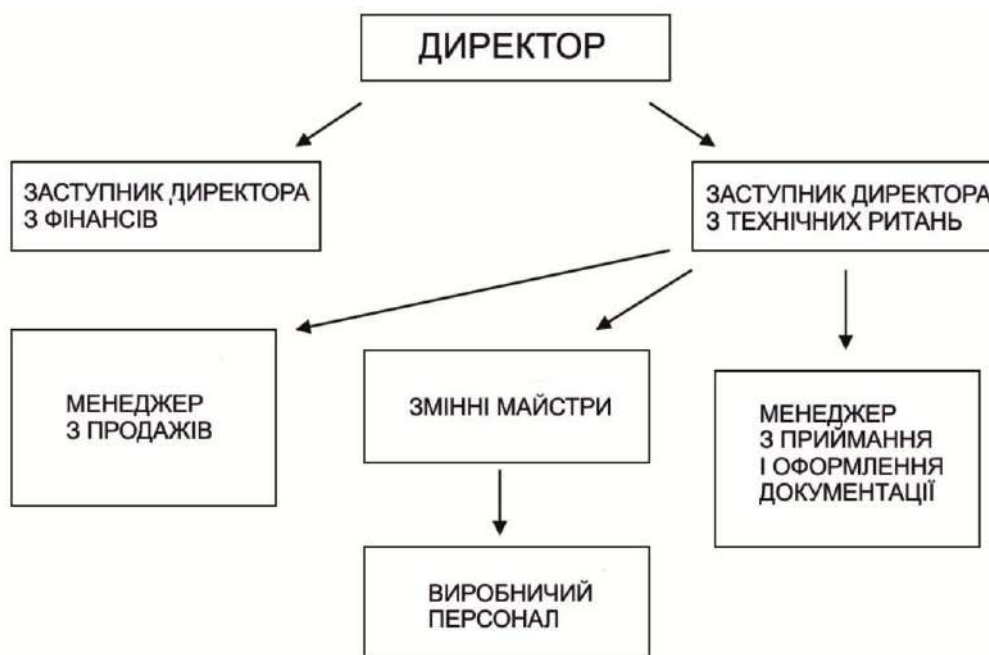 ДИРЕКТОР
ЗАСТУПНИК ДИРЕКТОРА
З ФІНАНСІВ
ЗАСТУПНИК ДИРЕКТОРА
З ТЕХНІЧНИХ РИТАНЬ
МЕНЕДЖЕР
З ПРОДАЖІВ
ЗМІННІ МАЙСТРИ
МЕНЕДЖЕР
З ПРИЙМАННЯ
І ОФОРМЛЕННЯ
ДОКУМЕНТАЦІЇ
ВИРОБНИЧИЙ
ПЕРСОНАЛ